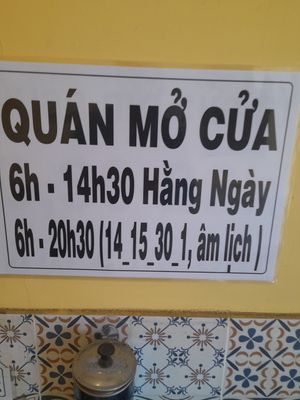 QUÁN MỞ CỬA
6h - 14h30 Hằng Ngày
6h - 20h30 (14_15_30_1, âm lịch )